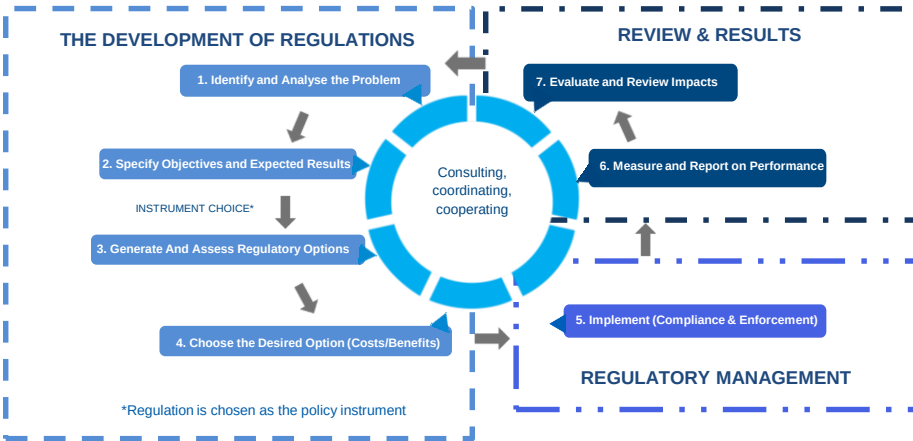 THE DEVELOPMENT OF REGULATIONS
1. Identify and Analyse the Problem
2. Specify Objectives and Expected Results
INSTRUMENT CHOICE*
3. Generate And Assess Regulatory Options
4. Choose the Desired Option (Costs/Benefits)
*Regulation is chosen as the policy instrument
Consulting,
coordinating,
cooperating
REVIEW & RESULTS
7. Evaluate and Review Impacts
6. Measure and Report on Performance
5. Implement (Compliance & Enforcement)
REGULATORY MANAGEMENT